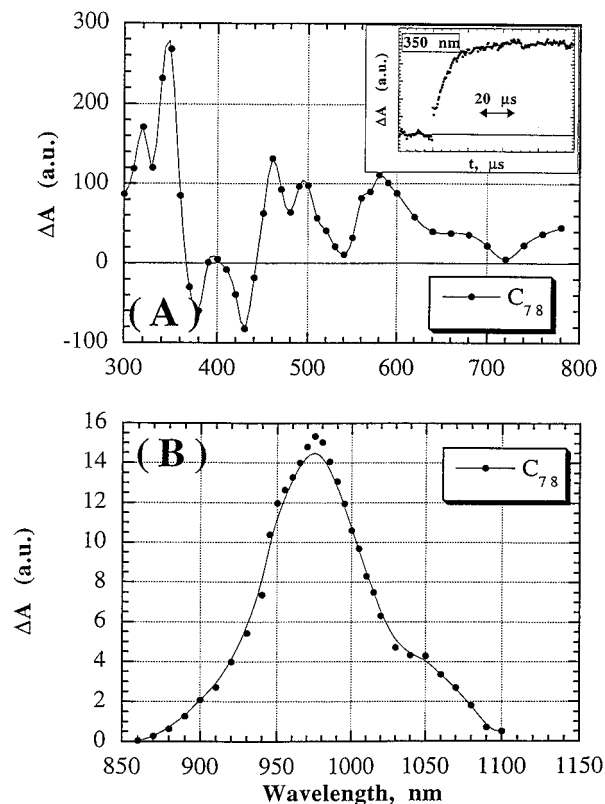 300
200
100
0
-100
ΔA (a.u.)
(A)
350 nm
ΔA (a.u.)
20 μs
t, μs
C78
300 400 500 600 700 800
16
14
12
10
8
6
4
2
0
ΔA (a.u.)
(B)
C78
850 900 950 1000 1050 1100 1150
Wavelength, nm